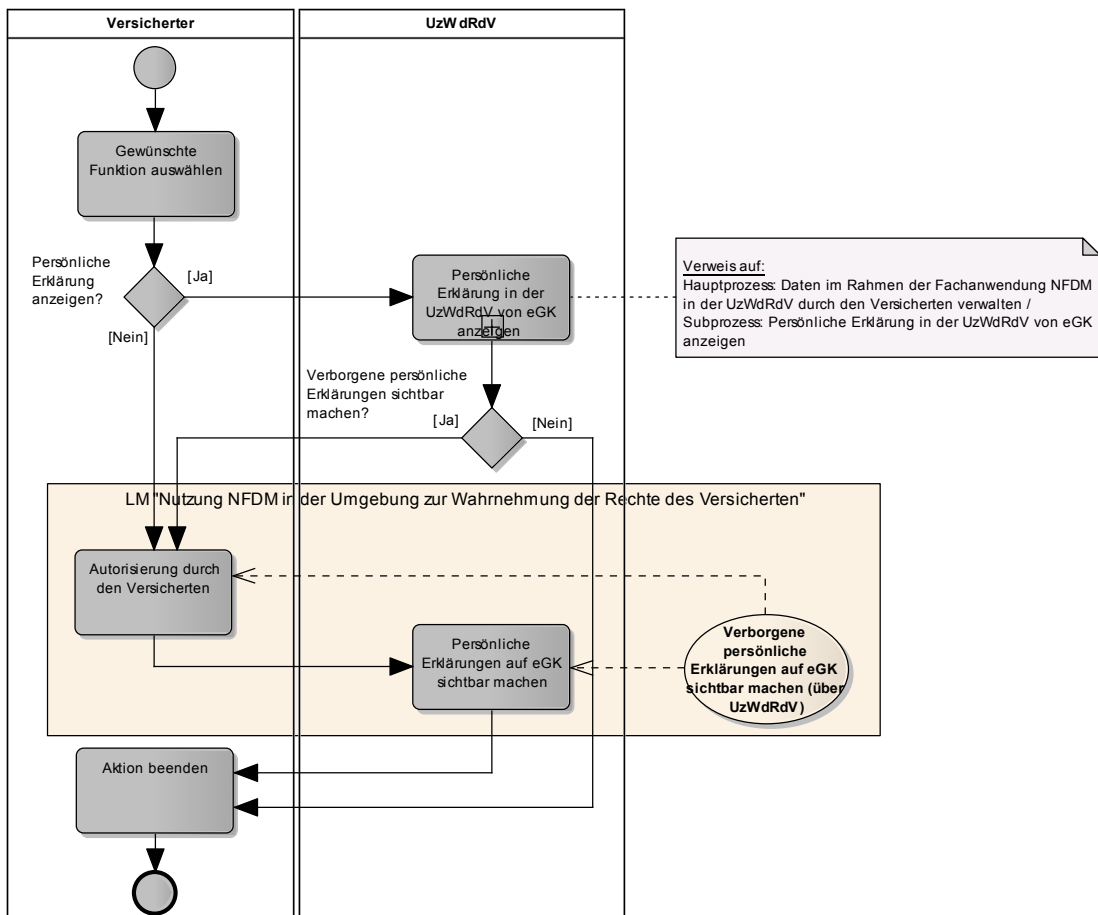 Versicherter
UzWdRdV
Gewünschte
Funktion auswählen
Persönliche
Erklärung
anzeigen?
[Ja]
[Nein]
Persönliche
Erklärung in der
UzWdRdV von eGK
anzeigen
Verweis auf:
Hauptprozess: Daten im Rahmen der Fachanwendung NFDM
in der UzWdRdV durch den Versicherten verwalten /
Subprozess: Persönliche Erklärung in der UzWdRdV von eGK
anzeigen
Verborgene persönliche
Erklärungen sichtbar
machen?
[Ja]
[Nein]
LM "Nutzung NFDM in der Umgebung zur Wahrnehmung der Rechte des Versicherten"
Autorisierung durch
den Versicherten
Persönliche
Erklärungen auf eGK
sichtbar machen
Verborgene
persönliche
Erklärungen auf eGK
sichtbar machen (über
UzWdRdV)
Aktion beenden